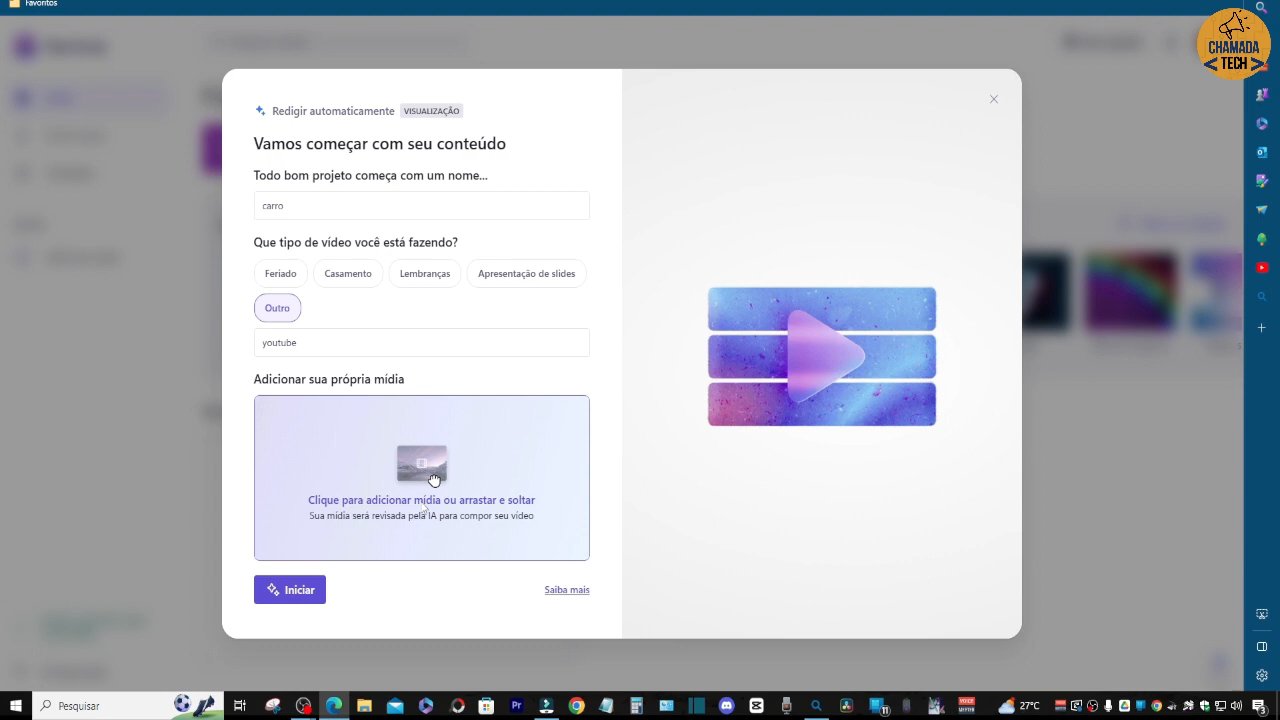 Favoritos
CHAMADA
< TECH >
Redigir automaticamente VISUALIZAÇÃO
Vamos começar com seu conteúdo
Todo bom projeto começa com um nome...
carro
Que tipo de vídeo você está fazendo?
Feriado Casamento Lembranças Apresentação de slides
Outro
youtube
Adicionar sua própria mídia
Clique para adicionar mídia ou arrastar e soltar
Sua mídia será revisada pela IA para compor seu vídeo
Iniciar Saiba mais
Pesquisar 27°C